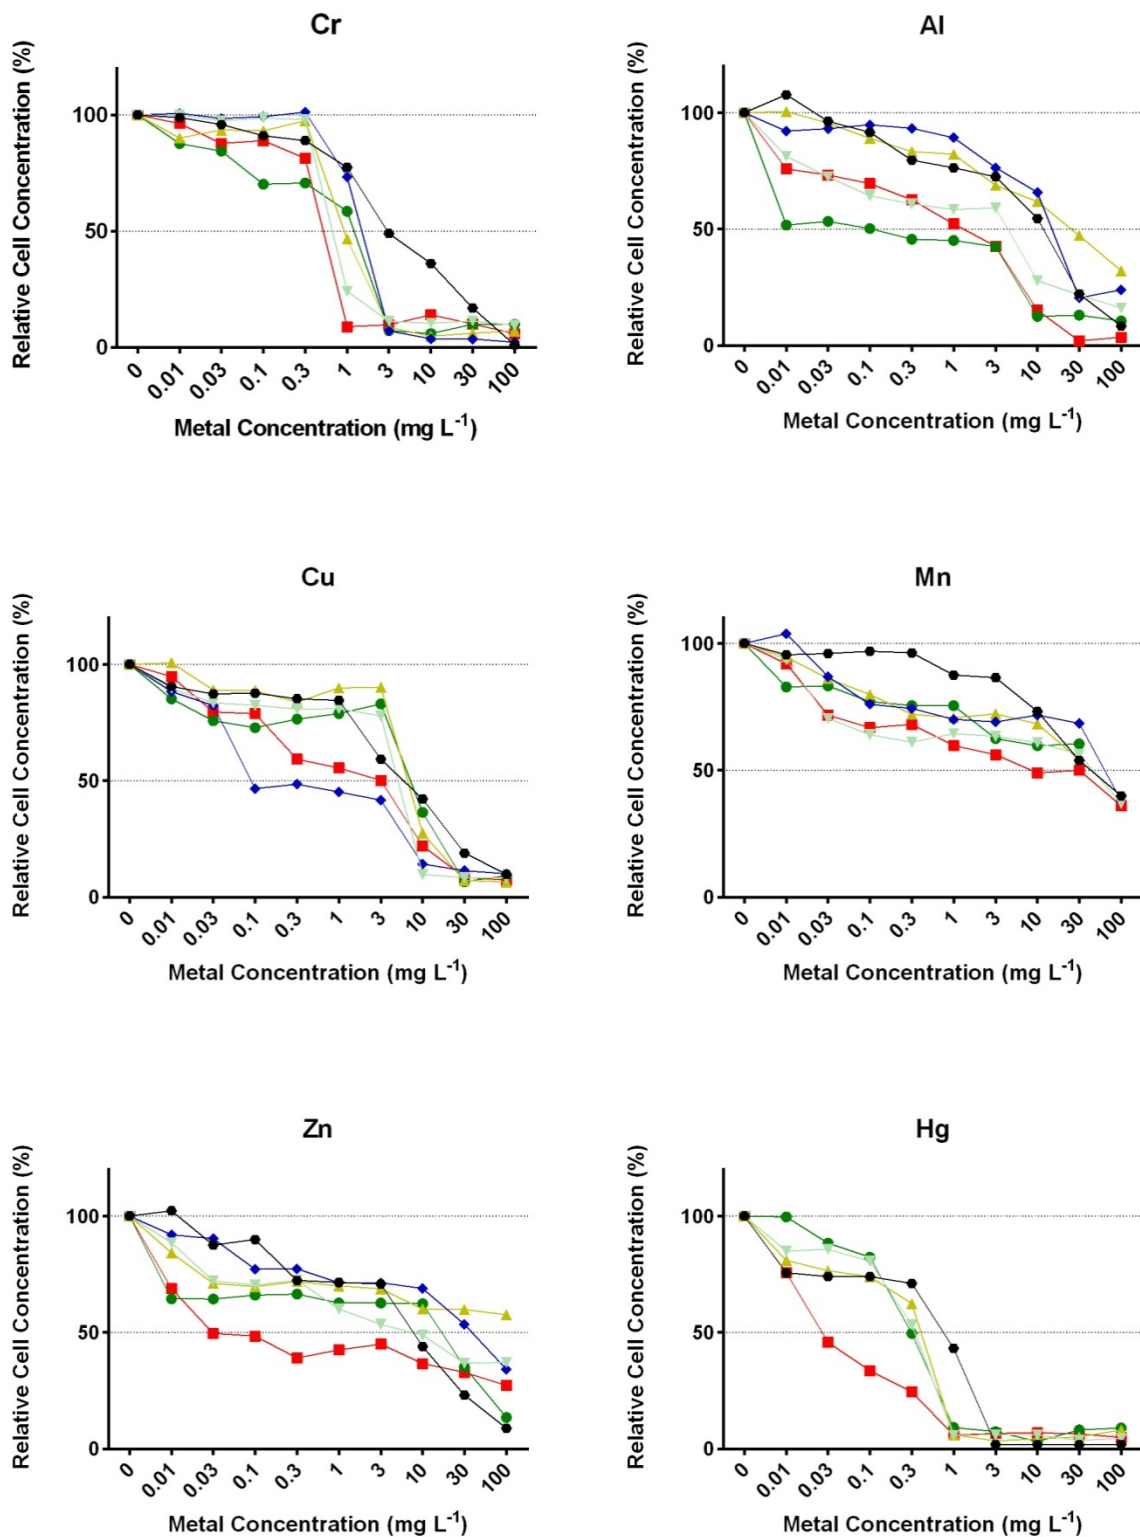 Cr
Relative Cell Concentration (%)
100
50
0
0 0.01 0.03 0.1 0.3 1 3 10 30 100
Metal Concentration (mg L⁻¹)
Al
Relative Cell Concentration (%)
100
50
0
0 0.01 0.03 0.1 0.3 1 3 10 30 100
Metal Concentration (mg L⁻¹)
Cu
Relative Cell Concentration (%)
100
50
0
0 0.01 0.03 0.1 0.3 1 3 10 30 100
Metal Concentration (mg L⁻¹)
Mn
Relative Cell Concentration (%)
100
50
0
0 0.01 0.03 0.1 0.3 1 3 10 30 100
Metal Concentration (mg L⁻¹)
Zn
Relative Cell Concentration (%)
100
50
0
0 0.01 0.03 0.1 0.3 1 3 10 30 100
Metal Concentration (mg L⁻¹)
Hg
Relative Cell Concentration (%)
100
50
0
0 0.01 0.03 0.1 0.3 1 3 10 30 100
Metal Concentration (mg L⁻¹)